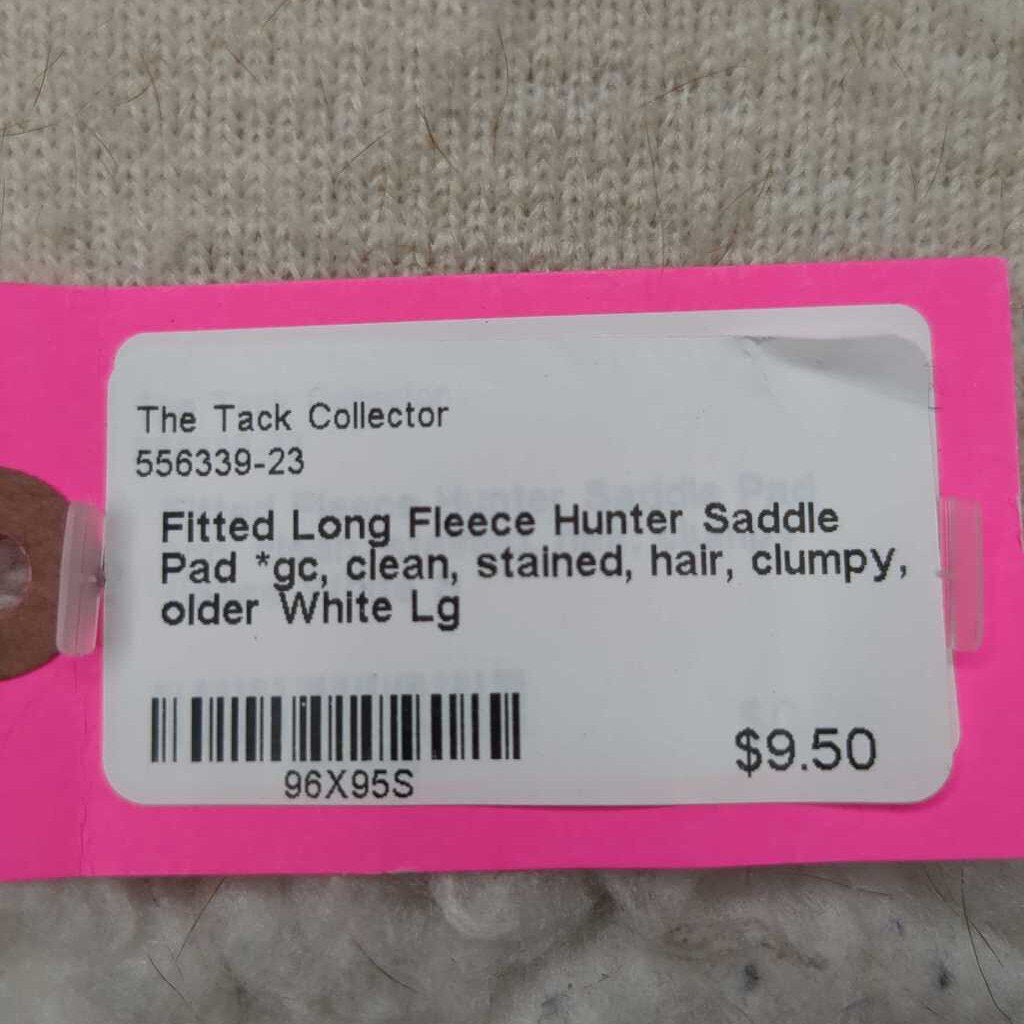 The Tack Collector
556339-23
Fitted Long Fleece Hunter Saddle
Pad *gc, clean, stained, hair, clumpy,
older White Lg
96X95S
$9.50